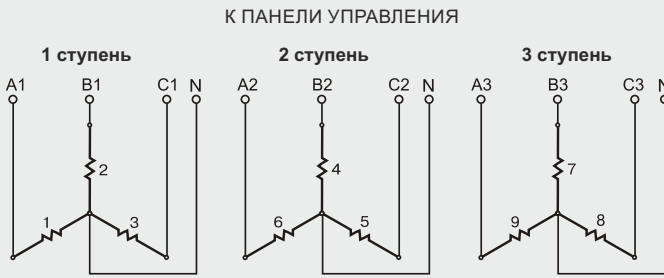 К ПАНЕЛИ УПРАВЛЕНИЯ
1 ступень 2 ступень 3 ступень
A1 B1 C1 N A2 B2 C2 N A3 B3 C3 N
2 4 7
1 3 6 5 9 8